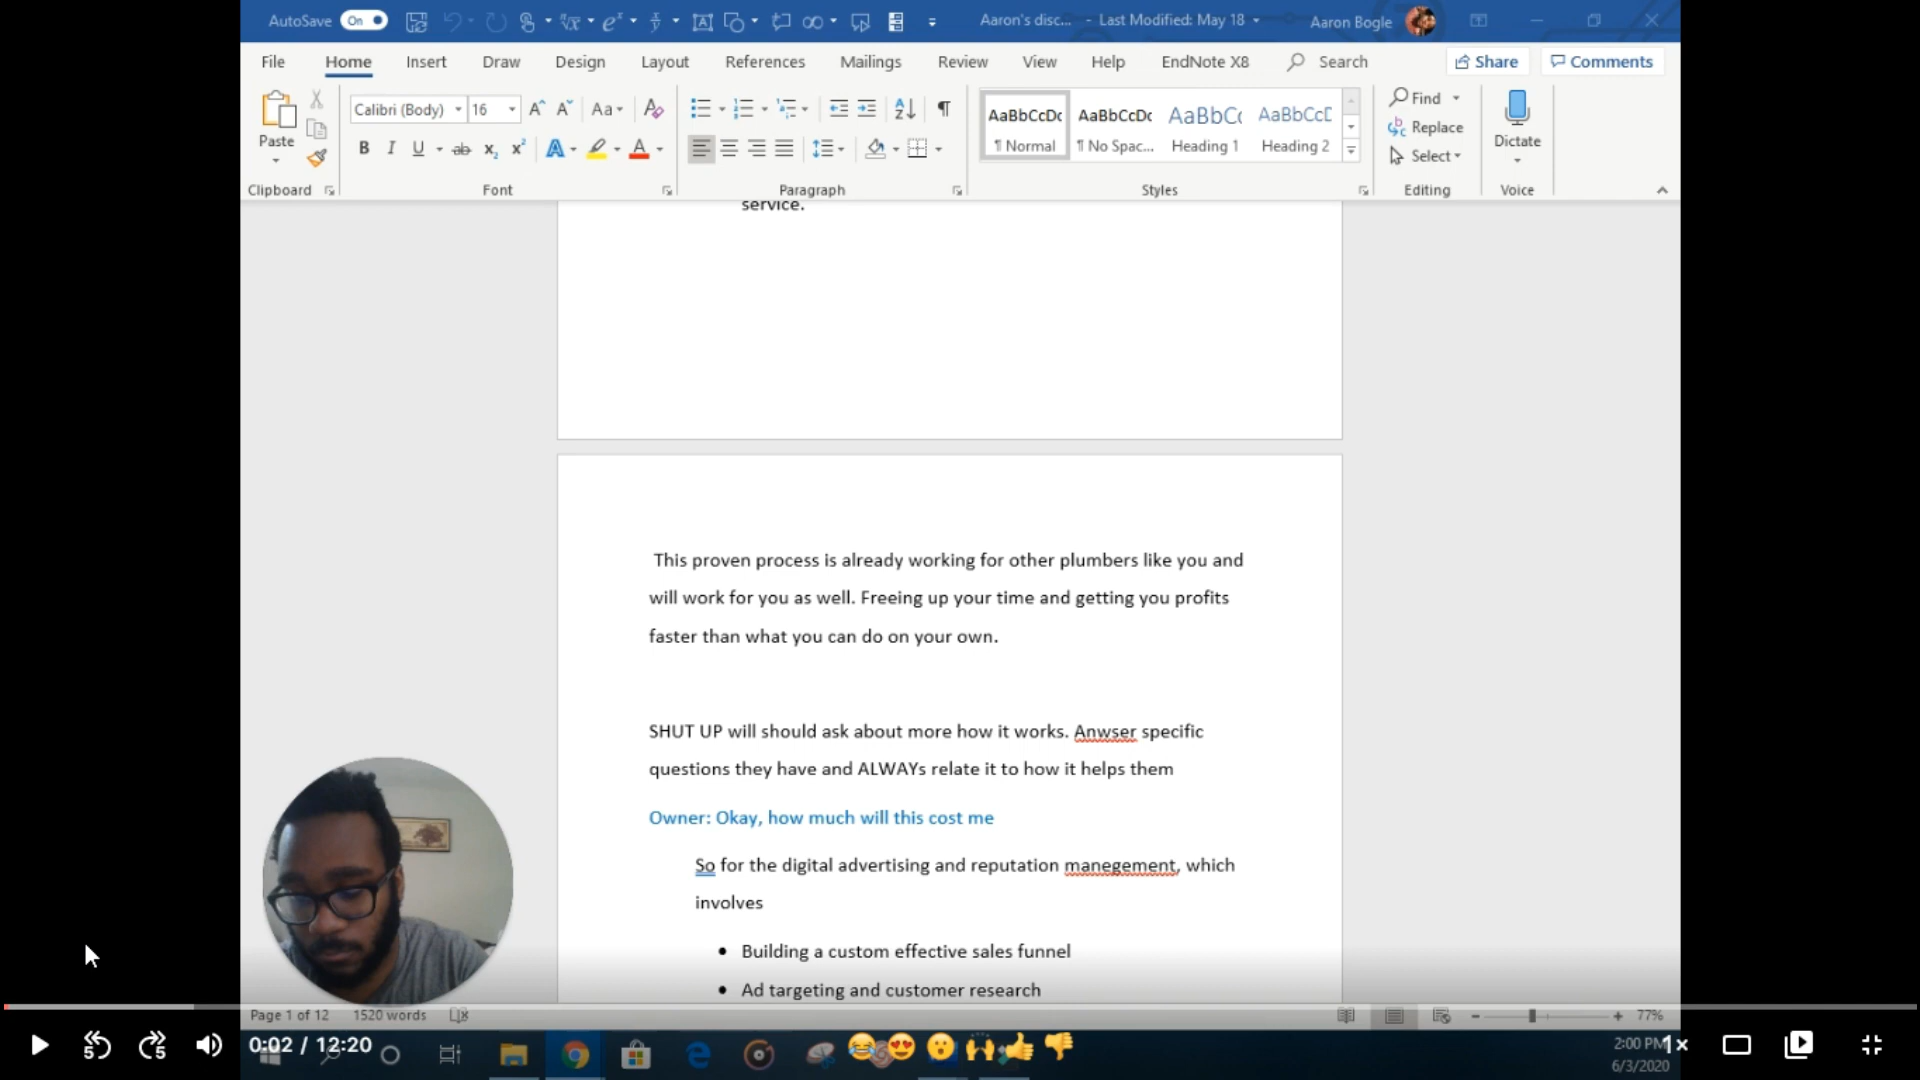 AutoSave On Aaron's disc... - Last Modified: May 18 Aaron Bogle
File Home Insert Draw Design Layout References Mailings Review View Help EndNote X8 Search Share Comments
Paste Calibri (Body) 16 Aa
AaBbCcDc AaBbCcDc AaBbC AaBbCcD
¶ Normal ¶ No Spac... Heading 1 Heading 2
Find
Replace
Select
Dictate
Clipboard Font Paragraph Styles Editing Voice
service.
This proven process is already working for other plumbers like you and
will work for you as well. Freeing up your time and getting you profits
faster than what you can do on your own.
SHUT UP will should ask about more how it works. Anwser specific
questions they have and ALWAYs relate it to how it helps them
Owner: Okay, how much will this cost me
So for the digital advertising and reputation manegement, which
involves
• Building a custom effective sales funnel
• Ad targeting and customer research
Page 1 of 12 1520 words 77%
0:02 / 12:20 1×
2:00 PM
6/3/2020